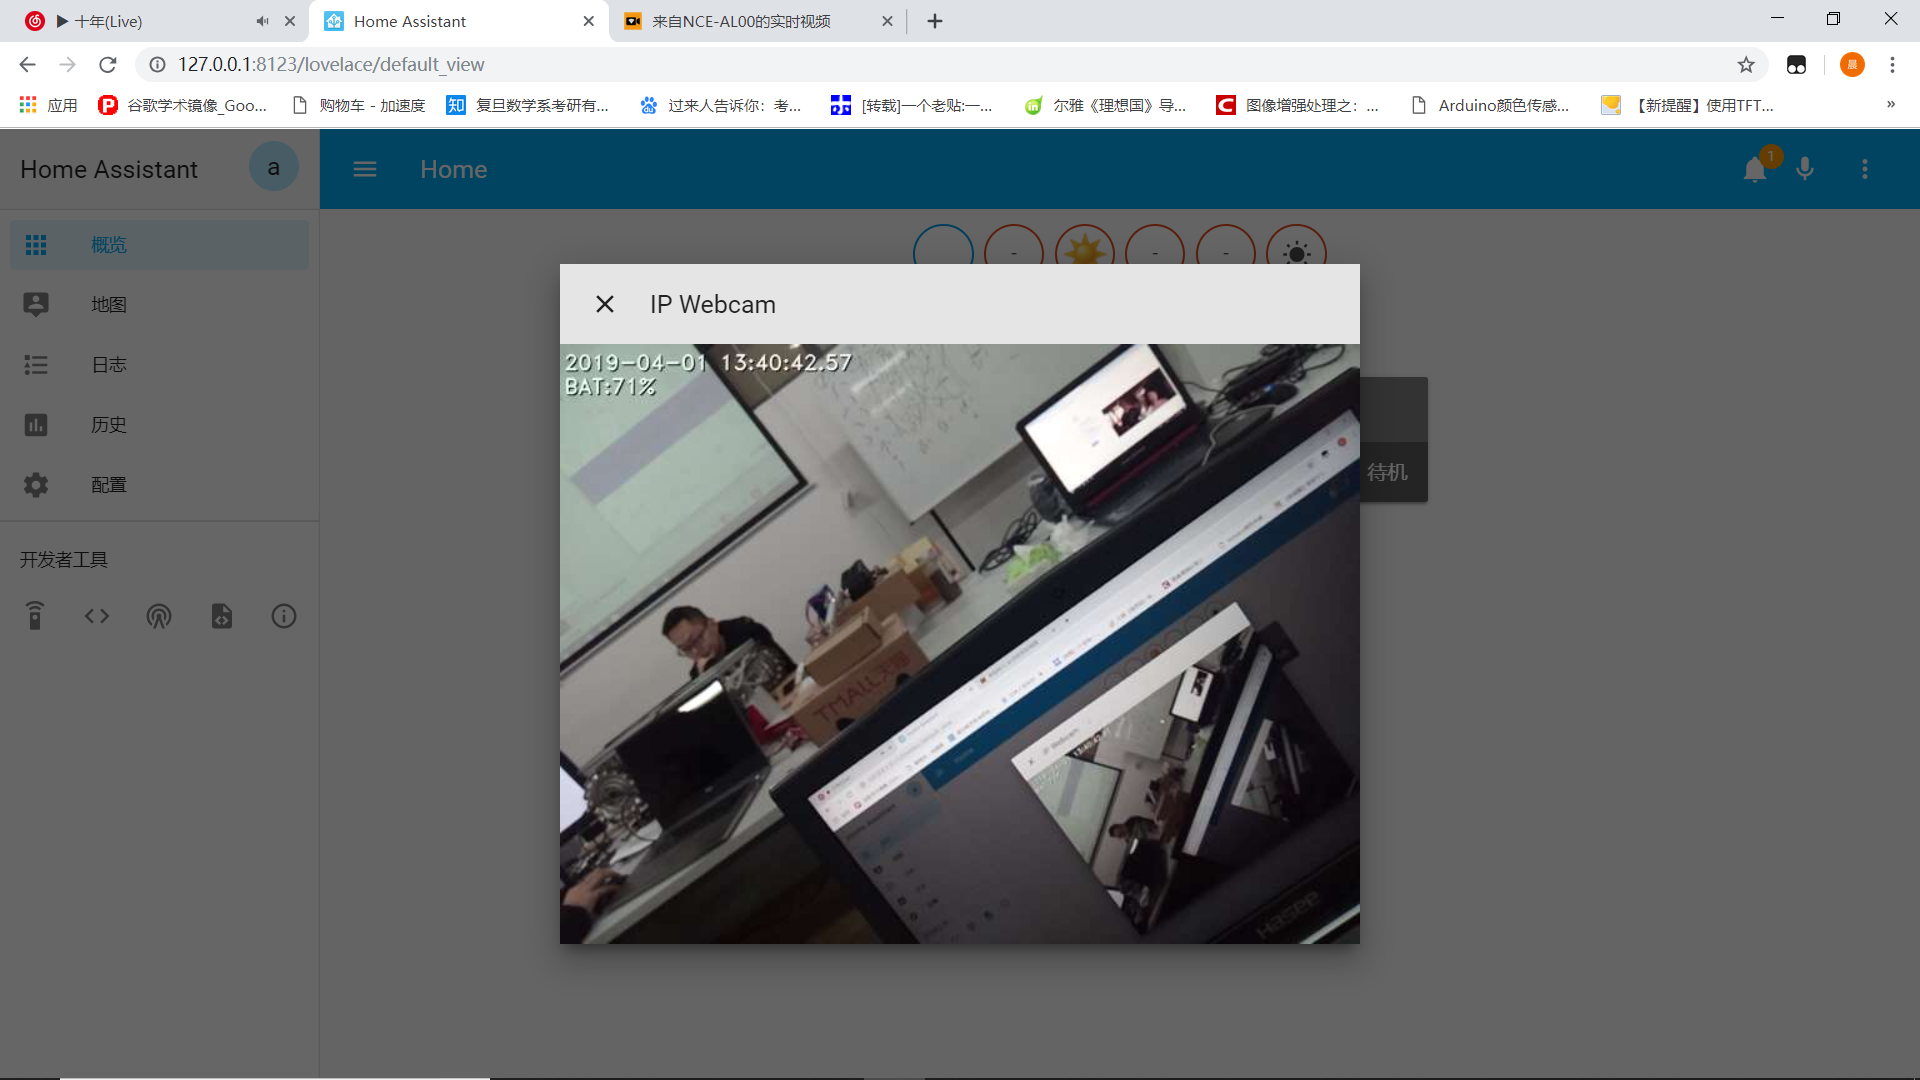 ▶ 十年(Live)
Home Assistant
来自NCE-AL00的实时视频
127.0.0.1:8123/lovelace/default_view
晨
应用
谷歌学术镜像_Goo...
购物车 - 加速度
知 复旦数学系考研有...
过来人告诉你：考...
[转载]一个老贴:一...
尔雅《理想国》导...
图像增强处理之：...
Arduino颜色传感...
【新提醒】使用TFT...
»
Home Assistant
a
Home
1
概览
地图
日志
历史
配置
开发者工具
IP Webcam
2019-04-01 13:40:42.57
BAT:71%
待机
TMALL天猫
Hasee